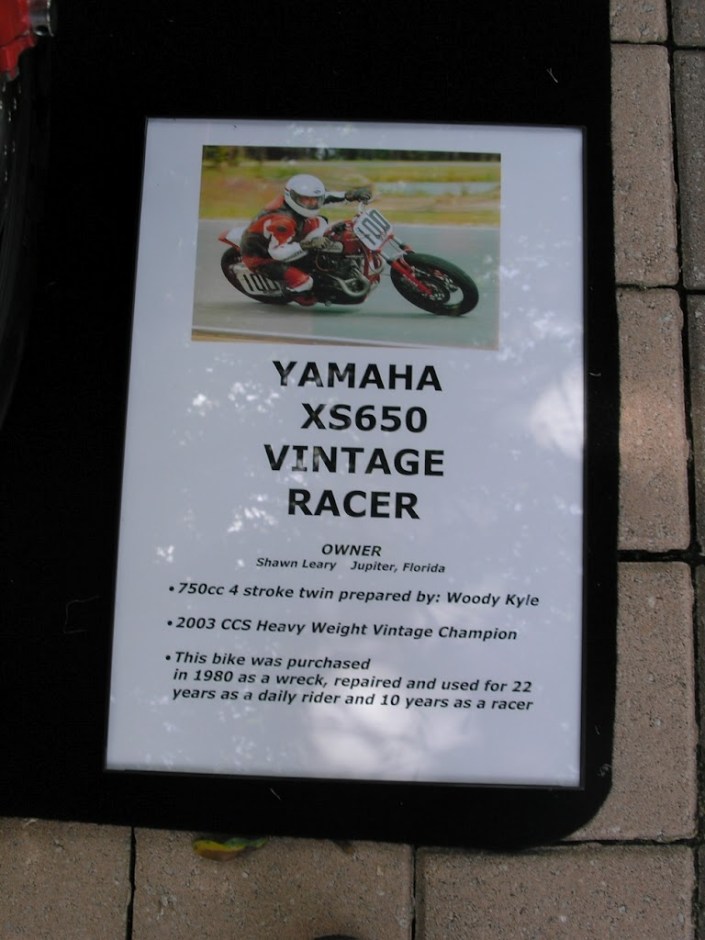 100
100
YAMAHA
XS650
VINTAGE
RACER
OWNER
Shawn Leary Jupiter, Florida
• 750cc 4 stroke twin prepared by: Woody Kyle
• 2003 CCS Heavy Weight Vintage Champion
• This bike was purchased
in 1980 as a wreck, repaired and used for 22
years as a daily rider and 10 years as a racer